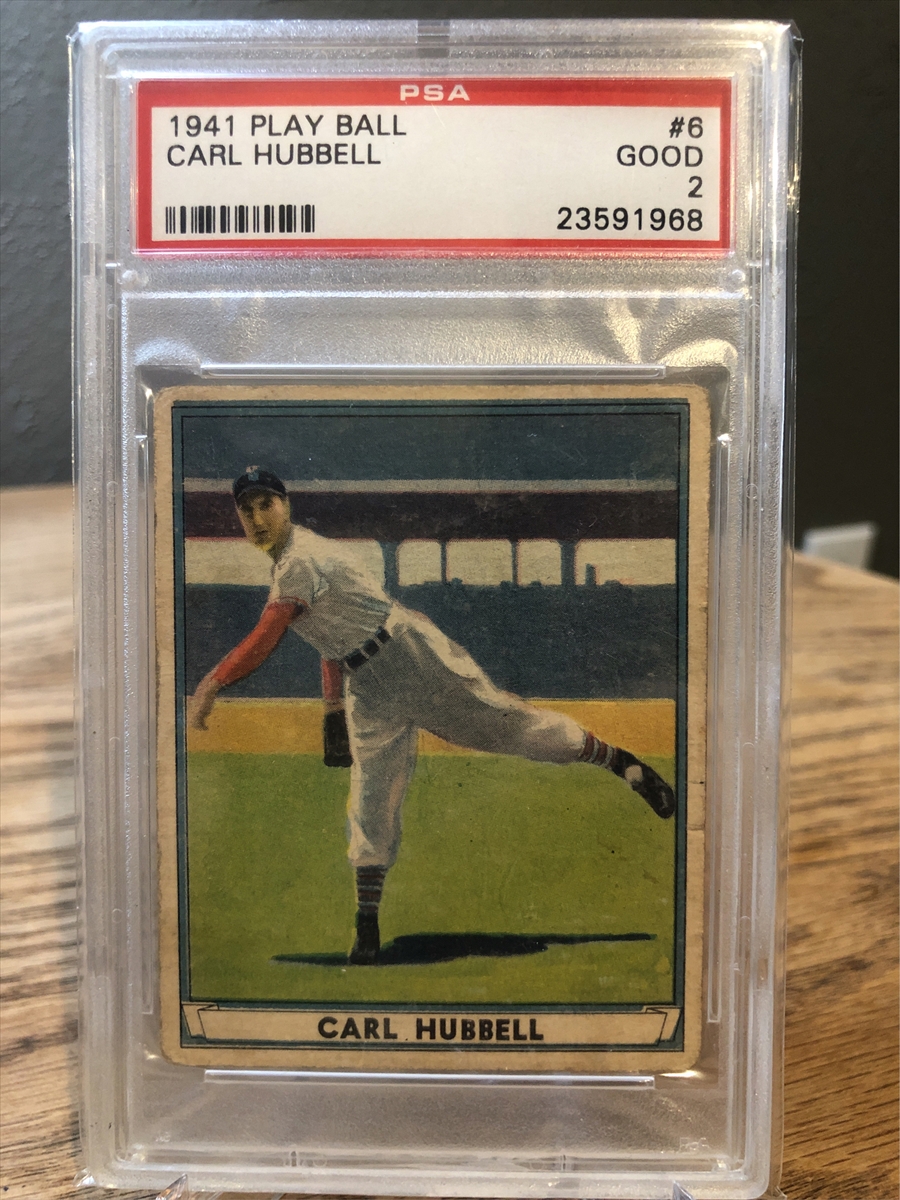 PSA
1941 PLAY BALL #6
CARL HUBBELL GOOD
2
23591968
CARL HUBBELL